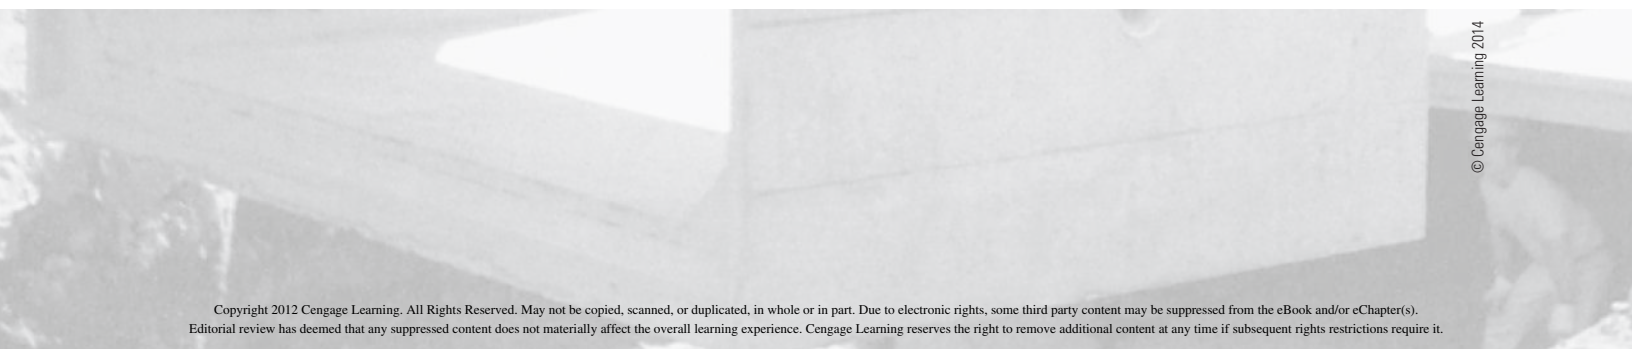 © Cengage Learning 2014
Copyright 2012 Cengage Learning. All Rights Reserved. May not be copied, scanned, or duplicated, in whole or in part. Due to electronic rights, some third party content may be suppressed from the eBook and/or eChapter(s).
Editorial review has deemed that any suppressed content does not materially affect the overall learning experience. Cengage Learning reserves the right to remove additional content at any time if subsequent rights restrictions require it.